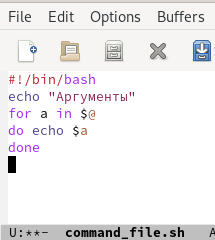 File Edit Options Buffers
#!/bin/bash
echo "Аргументы"
for a in $@
do echo $a
done
U:**- command_file.sh